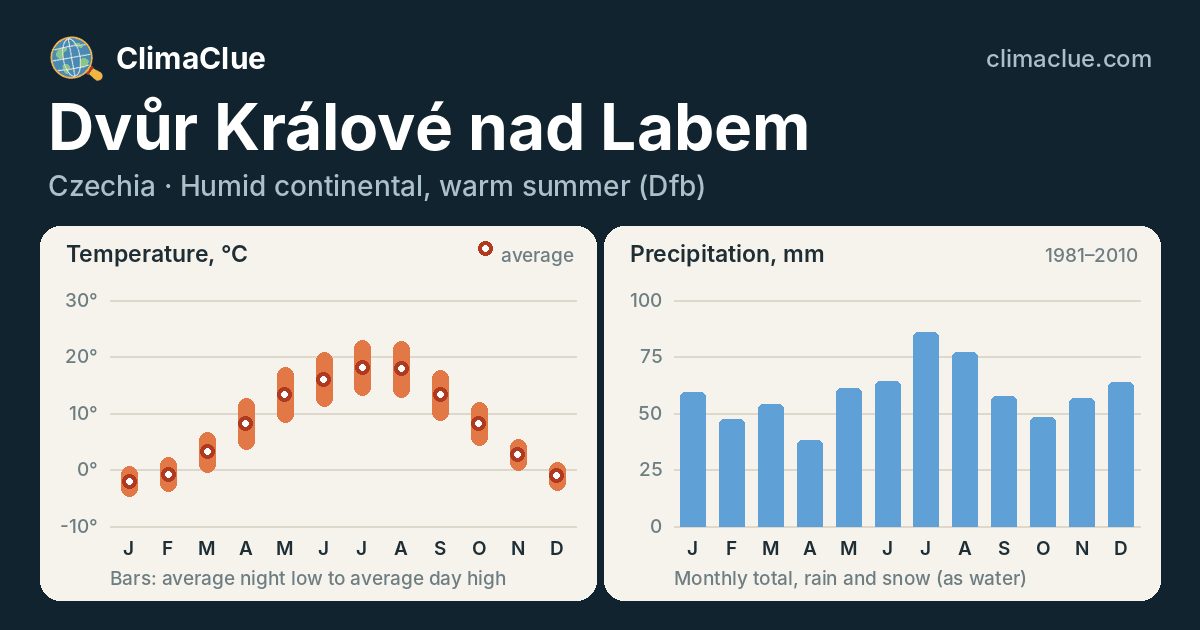 ClimaClue
climaclue.com
Dvůr Králové nad Labem
Czechia · Humid continental, warm summer (Dfb)
Temperature, °C
average
30°
20°
10°
0°
-10°
J F M A M J J A S O N D
Bars: average night low to average day high
Precipitation, mm
1981–2010
100
75
50
25
0
J F M A M J J A S O N D
Monthly total, rain and snow (as water)